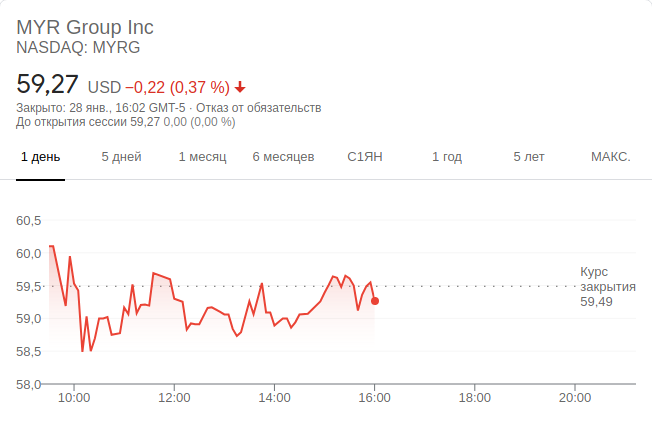 MYR Group Inc
NASDAQ: MYRG
59,27 USD −0,22 (0,37 %)
Закрыто: 28 янв., 16:02 GMT-5 · Отказ от обязательств
До открытия сессии 59,27 0,00 (0,00 %)
1 день 5 дней 1 месяц 6 месяцев С1ЯН 1 год 5 лет МАКС.
60,5
60,0
59,5
59,0
58,5
58,0
Курс
закрытия
59,49
10:00 12:00 14:00 16:00 18:00 20:00